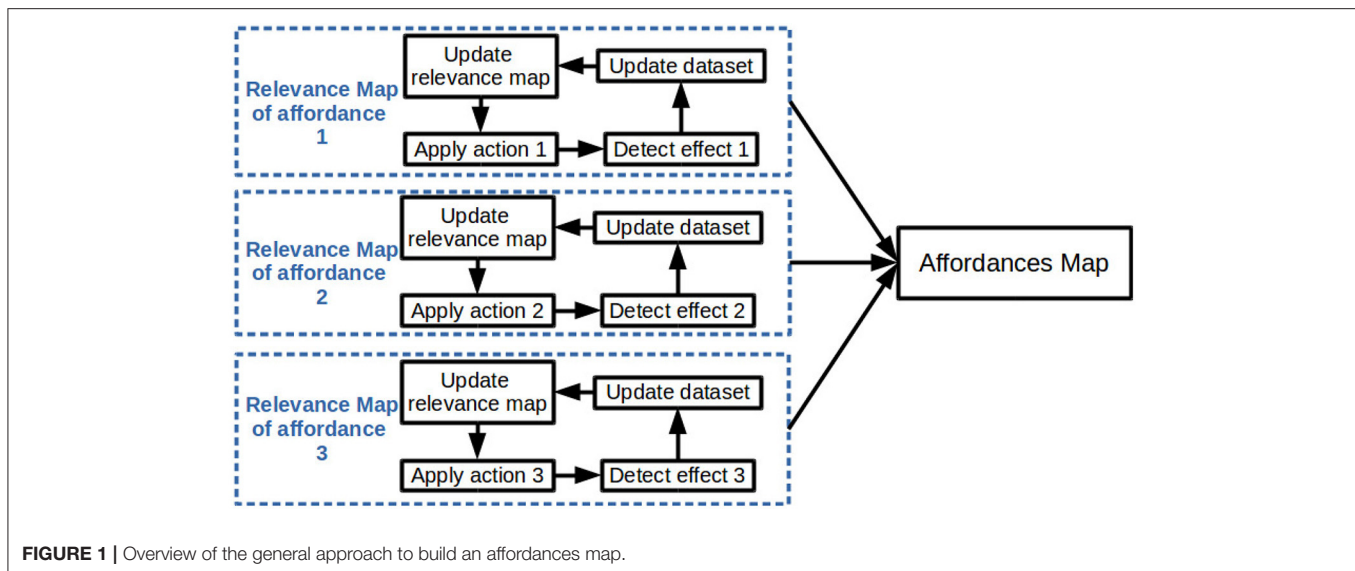 Relevance Map
of affordance
1
Update
relevance map
Update dataset
Apply action 1
Detect effect 1
Relevance Map
of affordance
2
Update
relevance map
Update dataset
Apply action 2
Detect effect 2
Relevance Map
of affordance
3
Update
relevance map
Update dataset
Apply action 3
Detect effect 3
Affordances Map
FIGURE 1 | Overview of the general approach to build an affordances map.